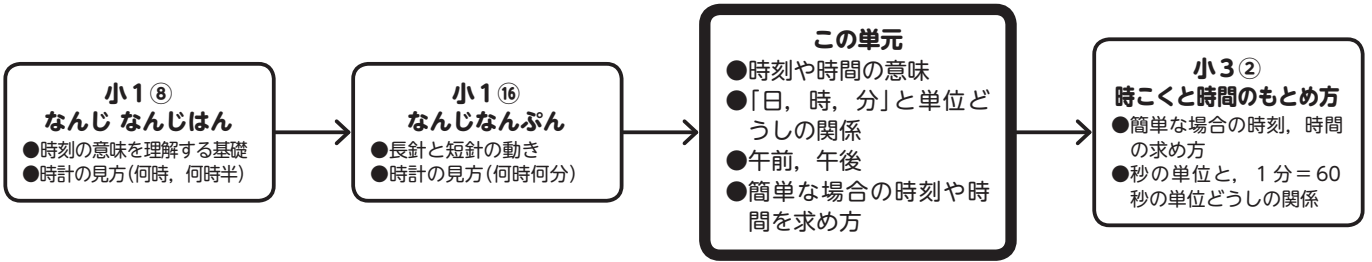 小1⑧
なんじ なんじはん
●時刻の意味を理解する基礎
●時計の見方(何時，何時半)
小1⑯
なんじなんぷん
●長針と短針の動き
●時計の見方(何時何分)
この単元
●時刻や時間の意味
●「日，時，分」と単位ど
うしの関係
●午前，午後
●簡単な場合の時刻や時
間を求め方
小3②
時こくと時間のもとめ方
●簡単な場合の時刻，時間
の求め方
●秒の単位と，1分＝60
秒の単位どうしの関係